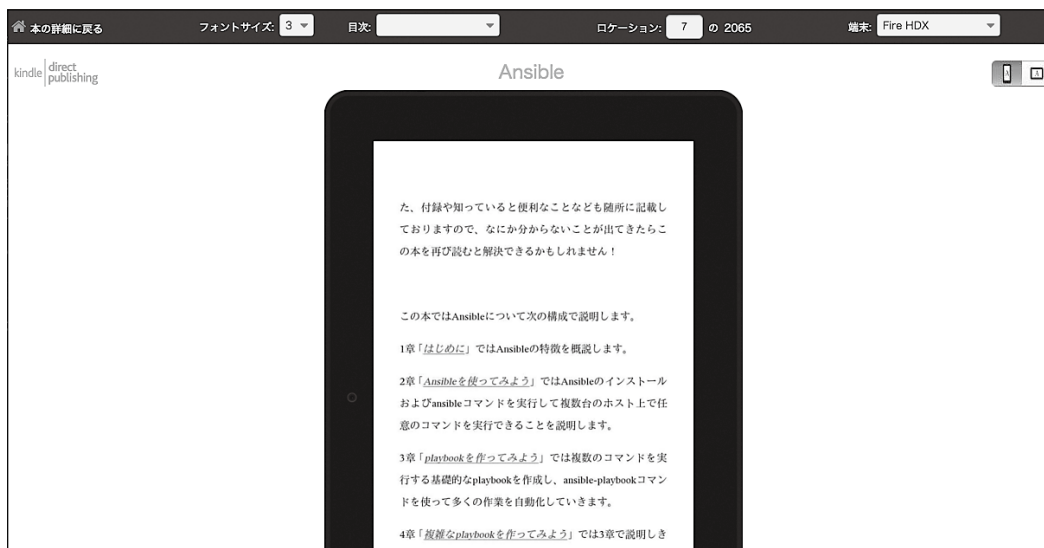 本の詳細に戻る フォントサイズ: 3 目次: ロケーション: 7 の 2065 端末: Fire HDX
kindle direct publishing
Ansible
た、付録や知っていると便利なことなども随所に記載し
ておりますので、なにか分からないことが出てきたらこ
の本を再び読むと解決できるかもしれません！
この本ではAnsibleについて次の構成で説明します。
1章「はじめに」ではAnsibleの特徴を概説します。
2章「Ansibleを使ってみよう」ではAnsibleのインストール
およびansibleコマンドを実行して複数台のホスト上で任
意のコマンドを実行できることを説明します。
3章「playbookを作ってみよう」では複数のコマンドを実
行する基礎的なplaybookを作成し、ansible-playbookコマン
ドを使って多くの作業を自動化していきます。
4章「複雑なplaybookを作ってみよう」では3章で説明しき